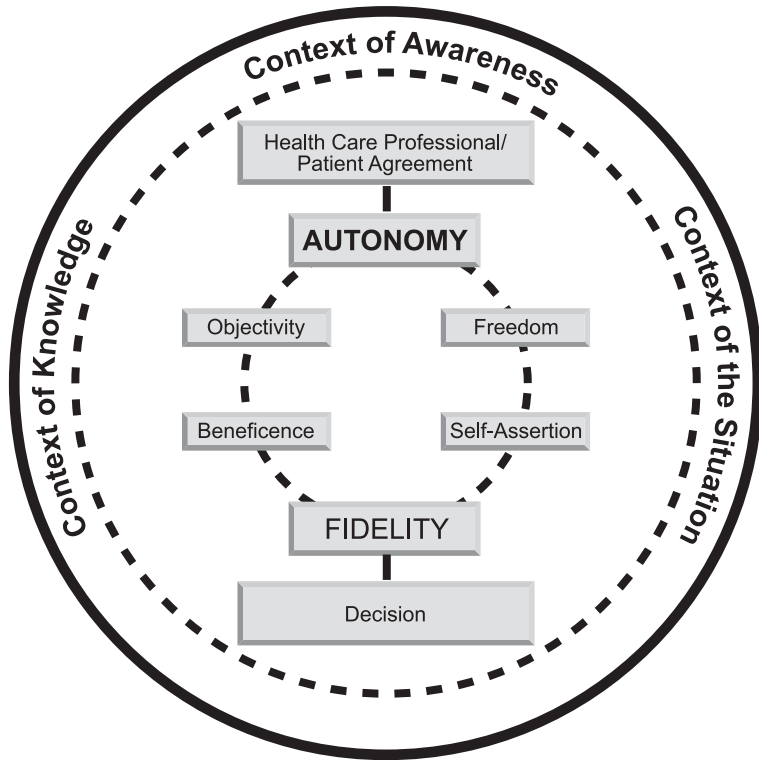 Context of Awareness
Health Care Professional/
Patient Agreement
AUTONOMY
Context of Knowledge
Context of the Situation
Objectivity
Freedom
Beneficence
Self-Assertion
FIDELITY
Decision